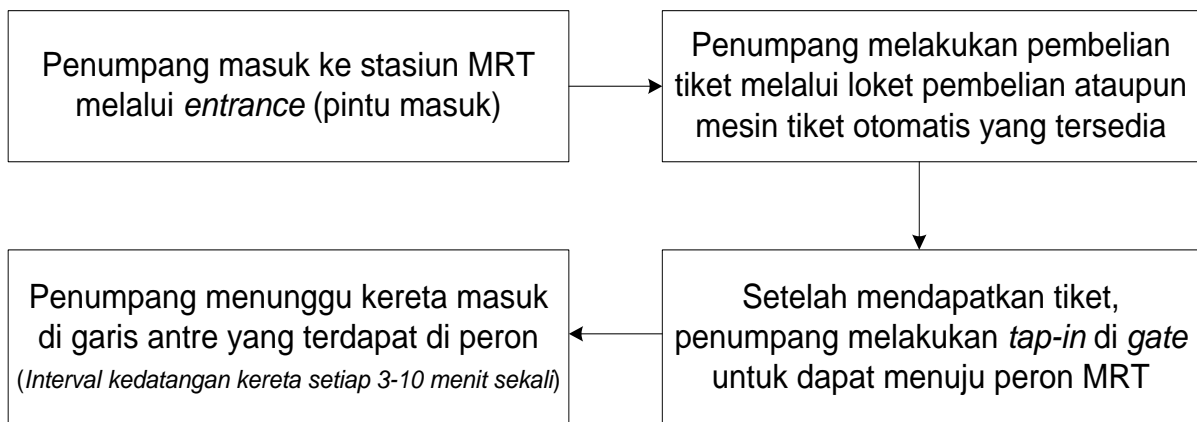 Penumpang masuk ke stasiun MRT
melalui entrance (pintu masuk)
Penumpang melakukan pembelian
tiket melalui loket pembelian ataupun
mesin tiket otomatis yang tersedia
Setelah mendapatkan tiket,
penumpang melakukan tap-in di gate
untuk dapat menuju peron MRT
Penumpang menunggu kereta masuk
di garis antre yang terdapat di peron
(Interval kedatangan kereta setiap 3-10 menit sekali)